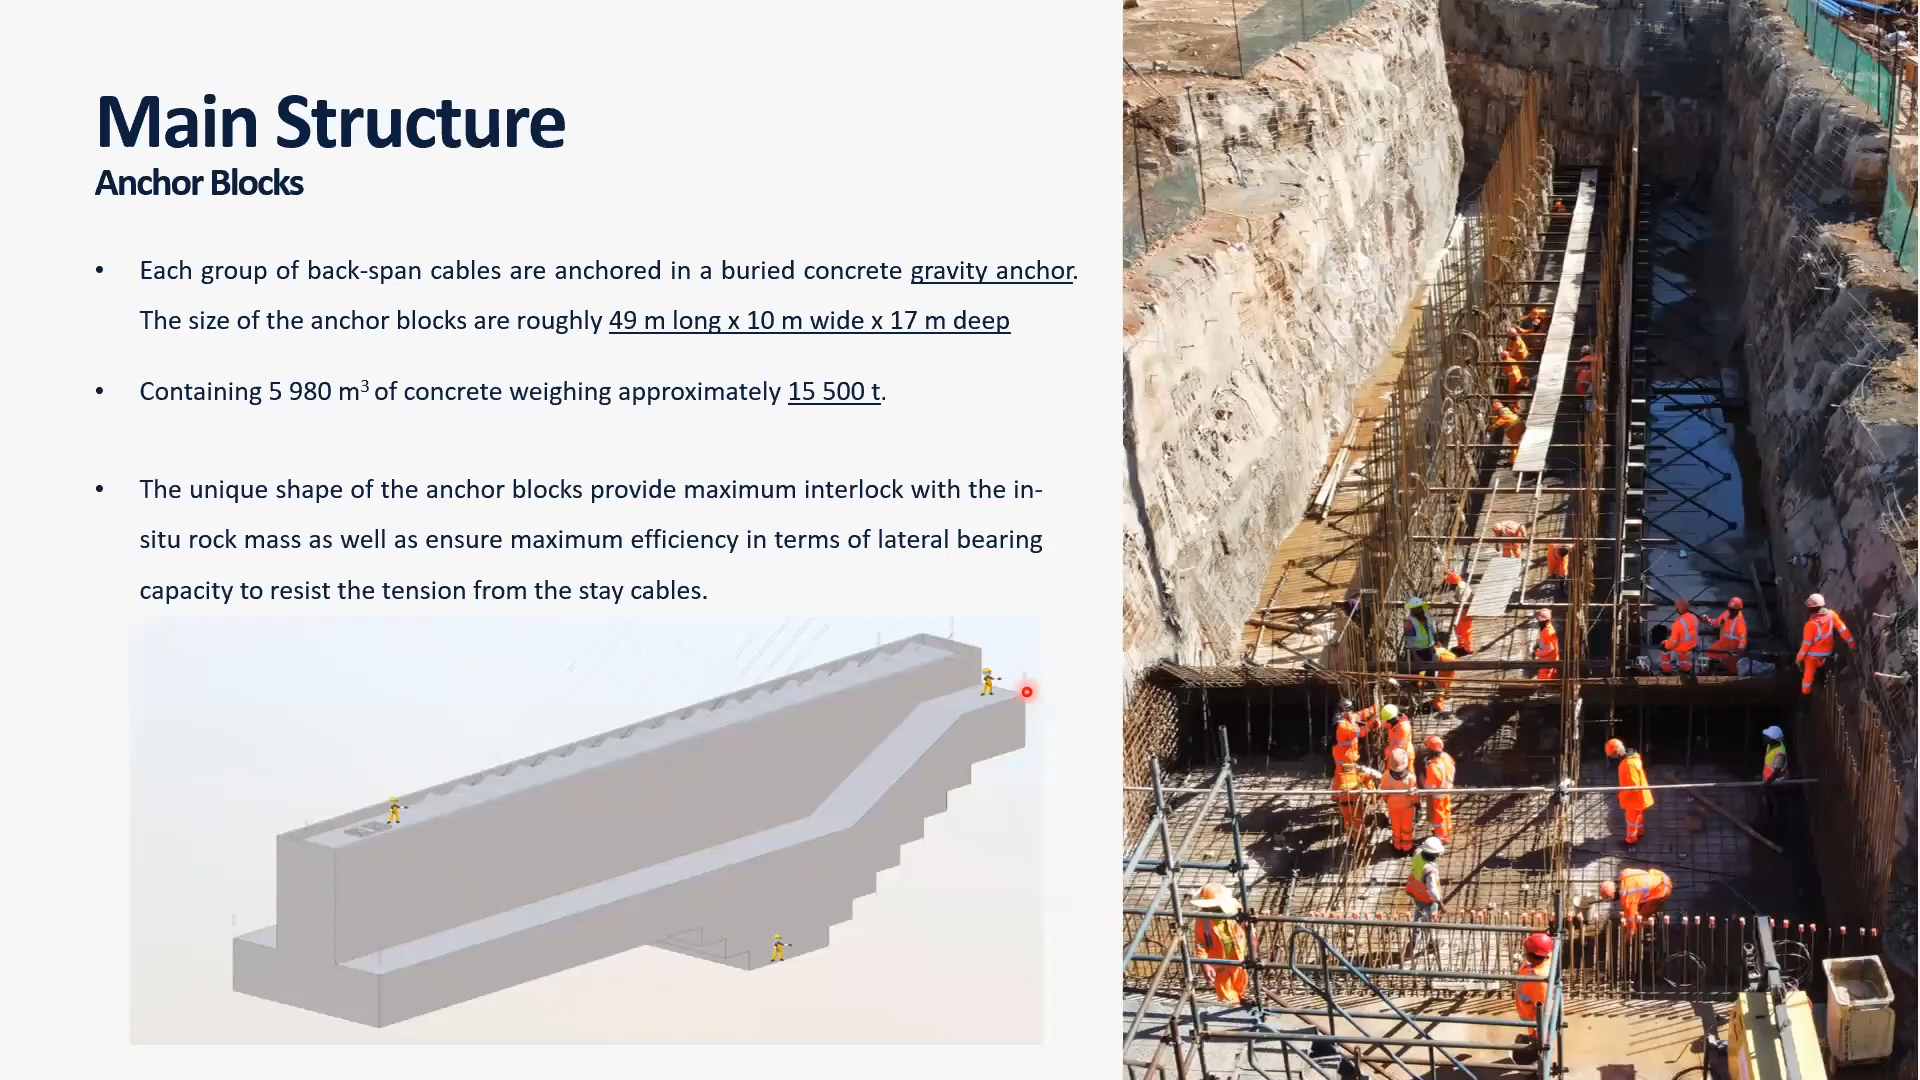 Main Structure
Anchor Blocks
• Each group of back-span cables are anchored in a buried concrete gravity anchor.
The size of the anchor blocks are roughly 49 m long x 10 m wide x 17 m deep
• Containing 5 980 m³ of concrete weighing approximately 15 500 t.
• The unique shape of the anchor blocks provide maximum interlock with the in-
situ rock mass as well as ensure maximum efficiency in terms of lateral bearing
capacity to resist the tension from the stay cables.